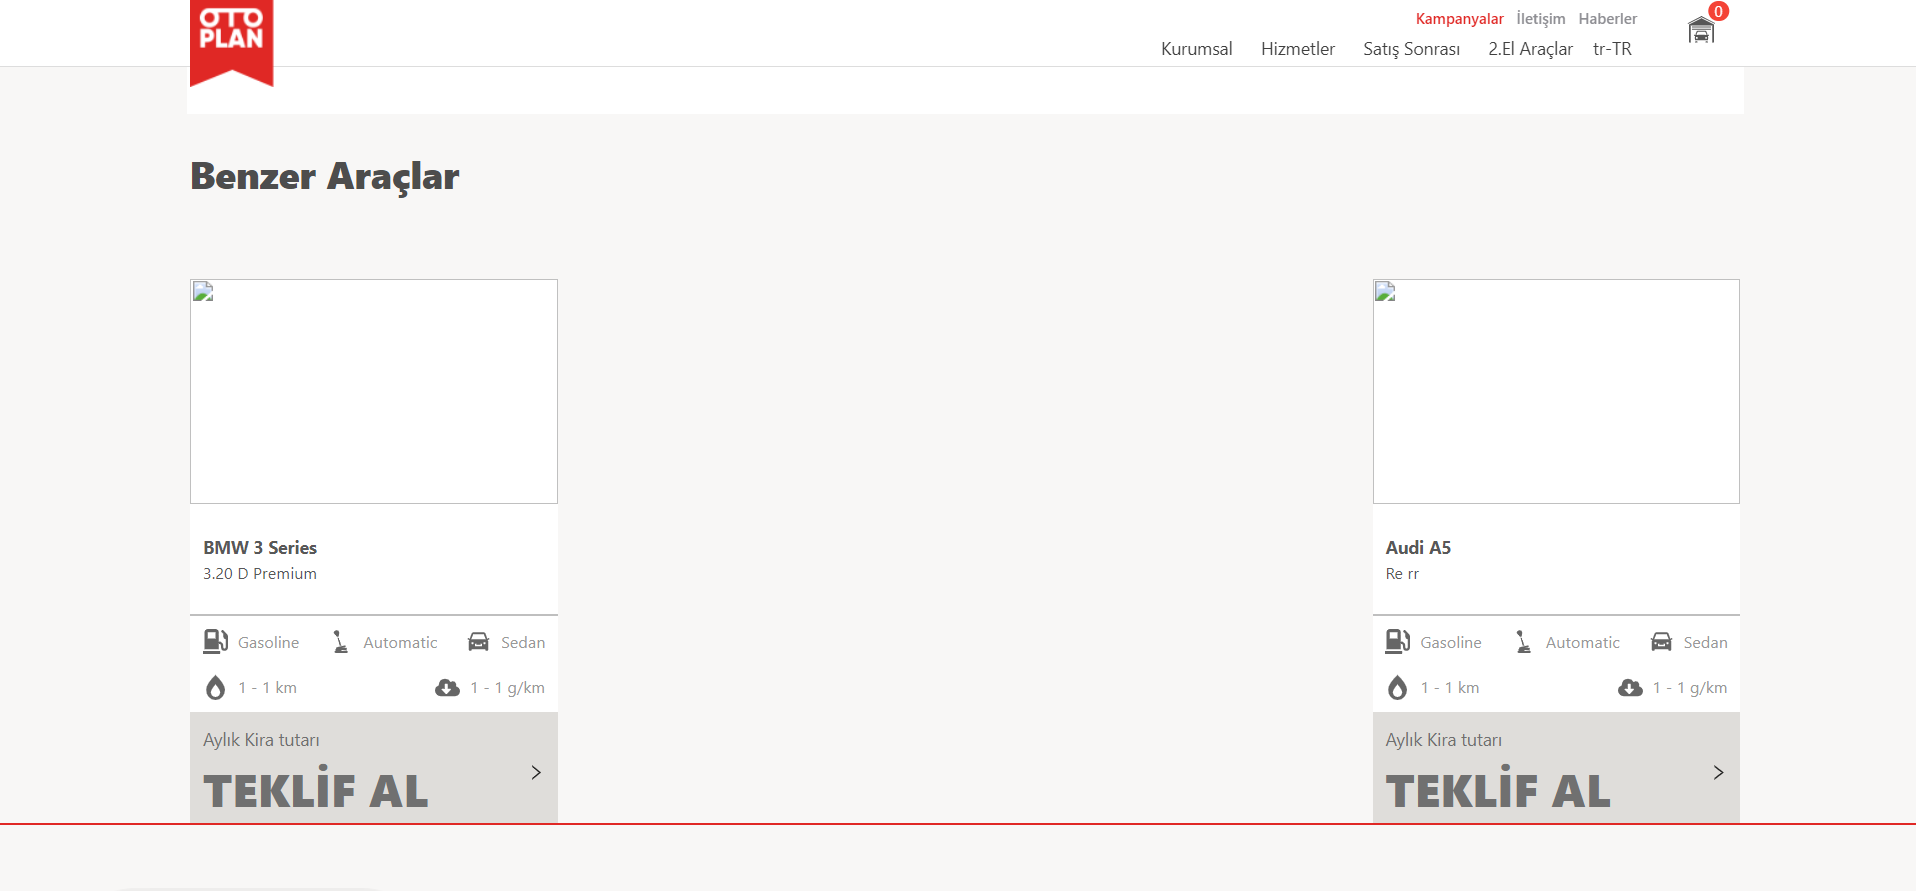 OTO
PLAN
Kampanyalar İletişim Haberler
0
Kurumsal Hizmetler Satış Sonrası 2.El Araçlar tr-TR
Benzer Araçlar
BMW 3 Series
3.20 D Premium
Gasoline Automatic Sedan
1 - 1 km 1 - 1 g/km
Aylık Kira tutarı
TEKLİF AL
Audi A5
Re rr
Gasoline Automatic Sedan
1 - 1 km 1 - 1 g/km
Aylık Kira tutarı
TEKLİF AL